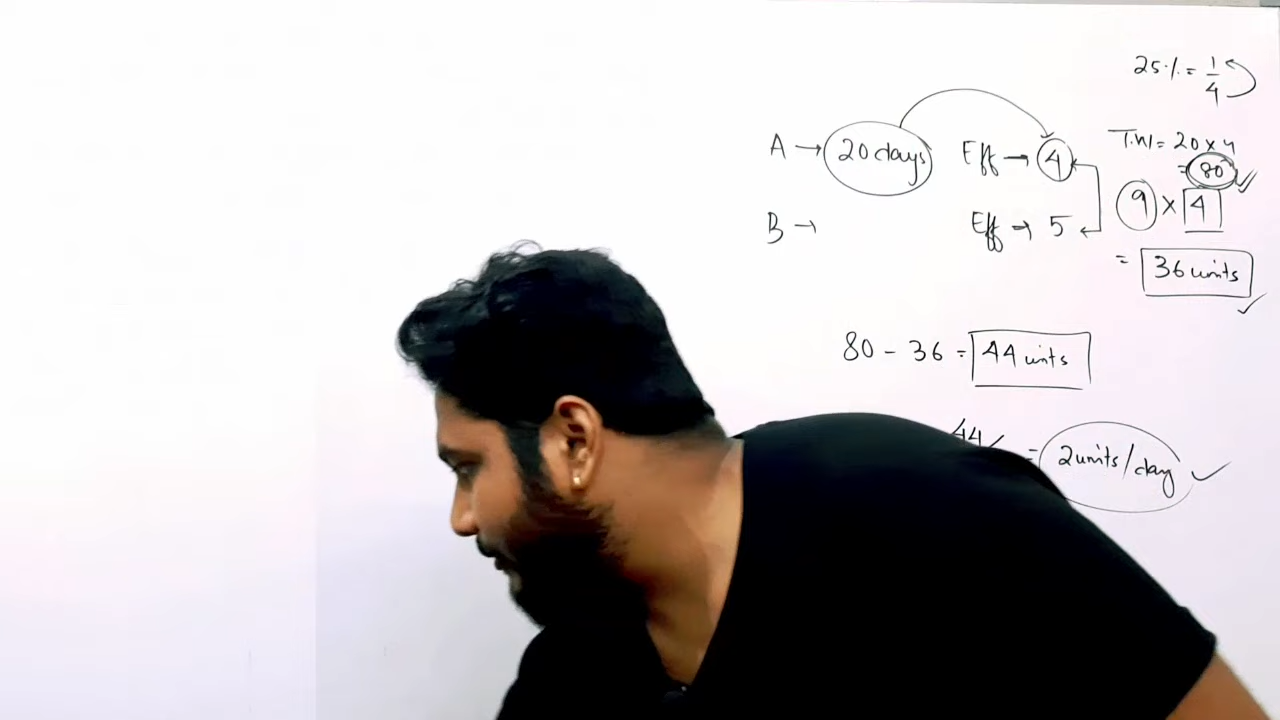 25% = 1/4
A → 20 days Eff → 4
T.W = 20 × 4
= 80
9 × 4
B → Eff → 5
= 36 units
80 - 36 = 44 units
44 = 2 units/day